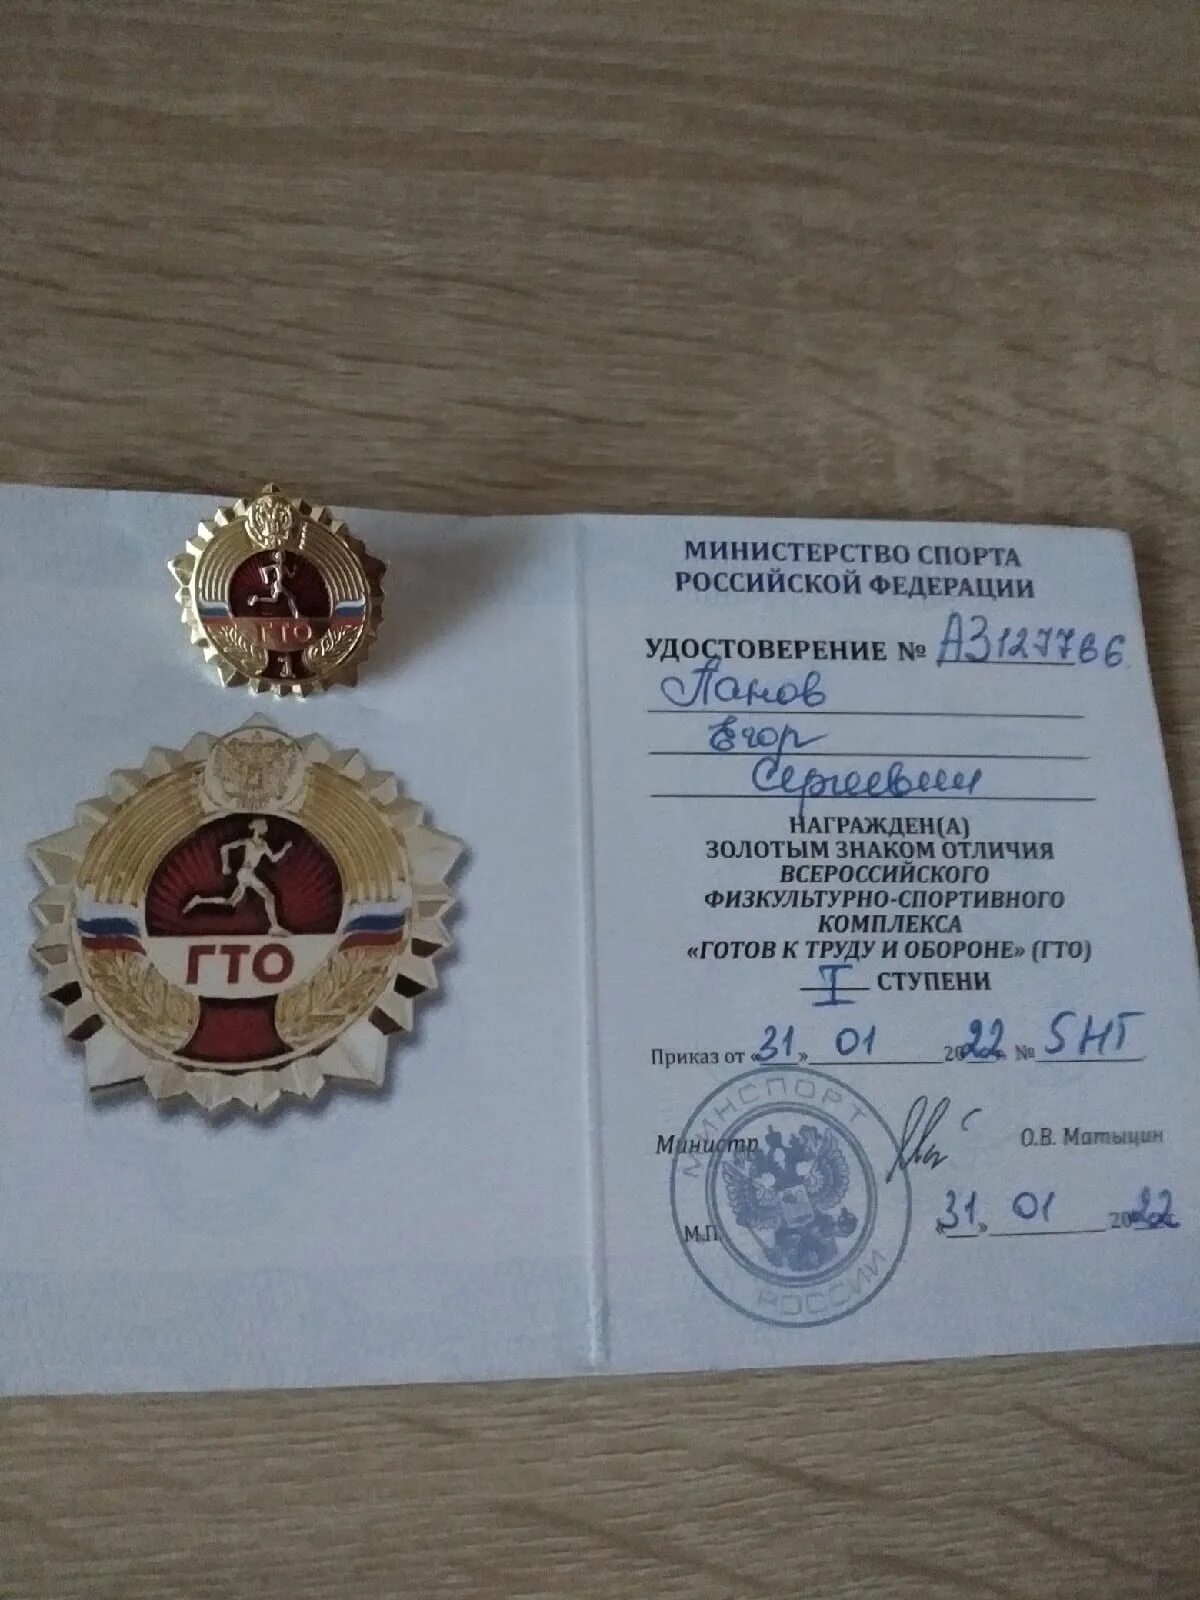 ГТО
1
ГТО
МИНИСТЕРСТВО СПОРТА
РОССИЙСКОЙ ФЕДЕРАЦИИ
УДОСТОВЕРЕНИЕ № АЗ127766
Панов
Егор
Сергеевич
НАГРАЖДЕН(А)
ЗОЛОТЫМ ЗНАКОМ ОТЛИЧИЯ
ВСЕРОССИЙСКОГО
ФИЗКУЛЬТУРНО-СПОРТИВНОГО
КОМПЛЕКСА
«ГОТОВ К ТРУДУ И ОБОРОНЕ» (ГТО)
I СТУПЕНИ
Приказ от «31» 01 2022 г. № 5НГ
Министр О.В. Матыцин
М.П. «31» 01 2022
МИНСПОРТ
РОССИИ